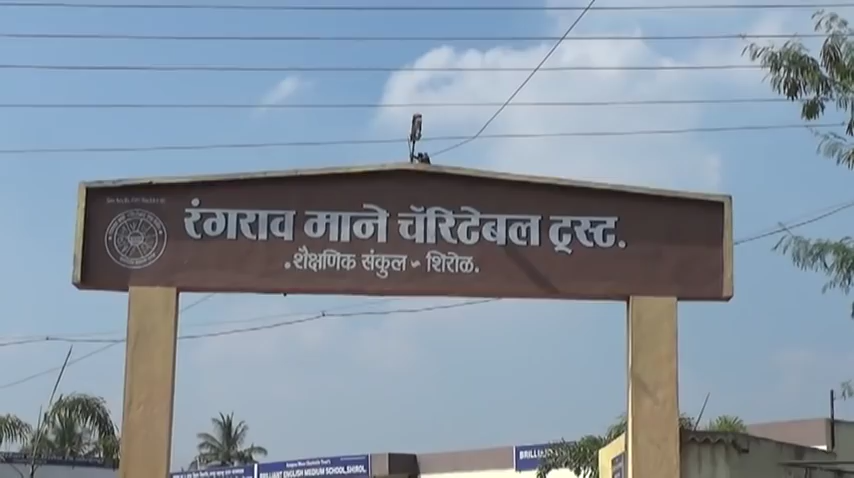 रंगराव माने चॅरिटेबल ट्रस्ट.
.शैक्षणिक संकुल - शिरोळ.
BRILLIANT ENGLISH MEDIUM SCHOOL, SHIROL